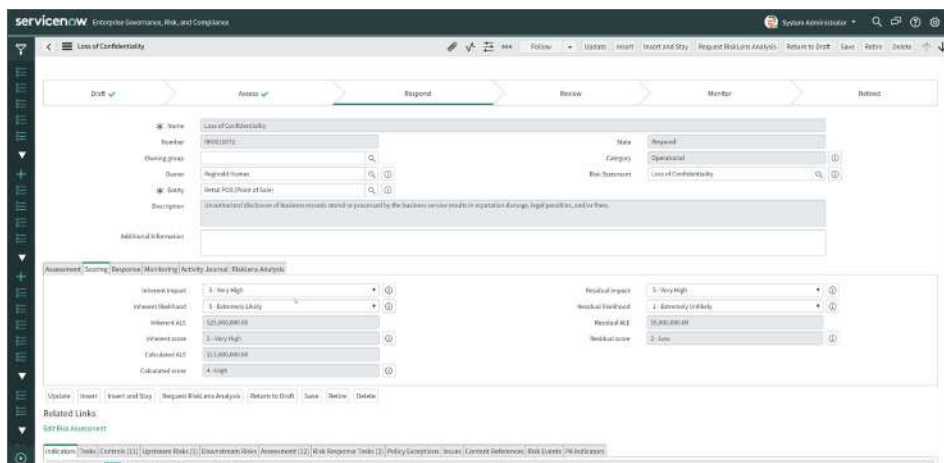 servicenow Enterprise Governance, Risk, and Compliance System Administrator
Loss of Confidentiality Follow Update Insert Insert and Stay Request RiskLens Analysis Return to Draft Save Retire Delete
Draft Assess Respond Review Monitor Retired
Name Loss of Confidentiality
Number State Respond
Owning group Category Operational
Owner Risk Statement Loss of Confidentiality
Entity Retail POS (Point of Sale)
Description Unauthorized disclosure of business records stored or processed by the business service results in reputation damage, legal penalties, and/or fines.
Additional Information
Assessment Scoring Response Monitoring Activity Journal RiskLens Analysis
Inherent Impact 5 - Very High Residual Impact 5 - Very High
Inherent likelihood 5 - Extremely Likely Residual likelihood 1 - Extremely Unlikely
Inherent ALE Residual ALE
Inherent score 5 - Very High Residual score 2 - Low
Calculated ALE
Calculated score 4 - High
Update Insert Insert and Stay Request RiskLens Analysis Return to Draft Save Retire Delete
Related Links
Edit Risk Assessment
Indicators Tasks Controls (11) Upstream Risks (1) Downstream Risks Assessment (12) Risk Response Tasks (2) Policy Exceptions Issues Content References Risk Events PA Indicators